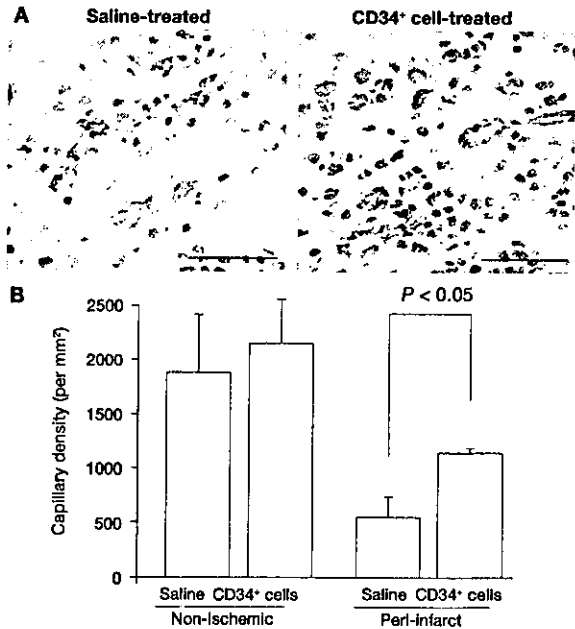 A
Saline-treated CD34⁺ cell-treated
B
P < 0.05
Capillary density (per mm²)
2500
2000
1500
1000
500
0
Saline CD34⁺ cells Saline CD34⁺ cells
Non-Ischemic Peri-infarct